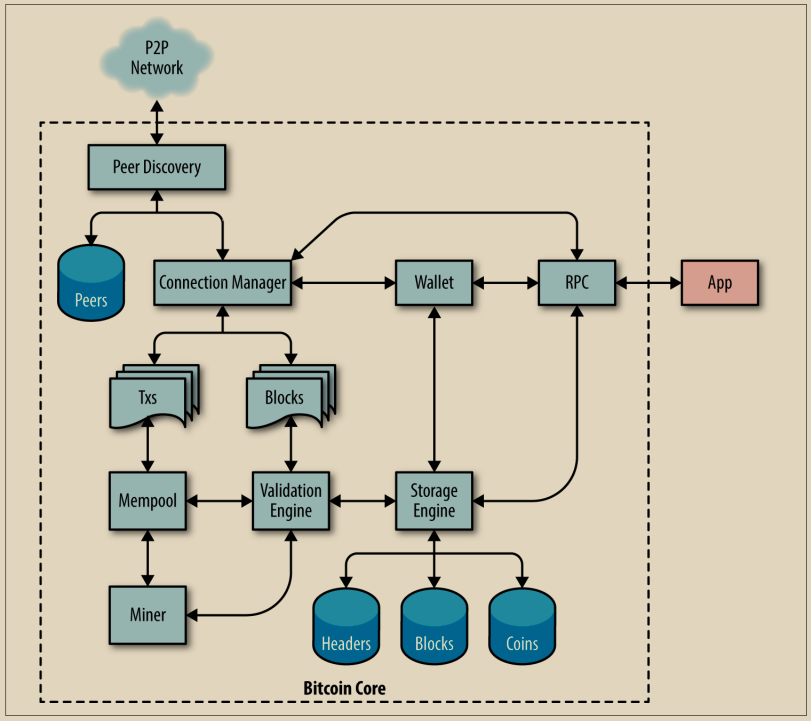 P2P
Network
Peer Discovery
Peers
Connection Manager
Wallet
RPC
App
Txs
Blocks
Mempool
Validation
Engine
Storage
Engine
Miner
Headers
Blocks
Coins
Bitcoin Core